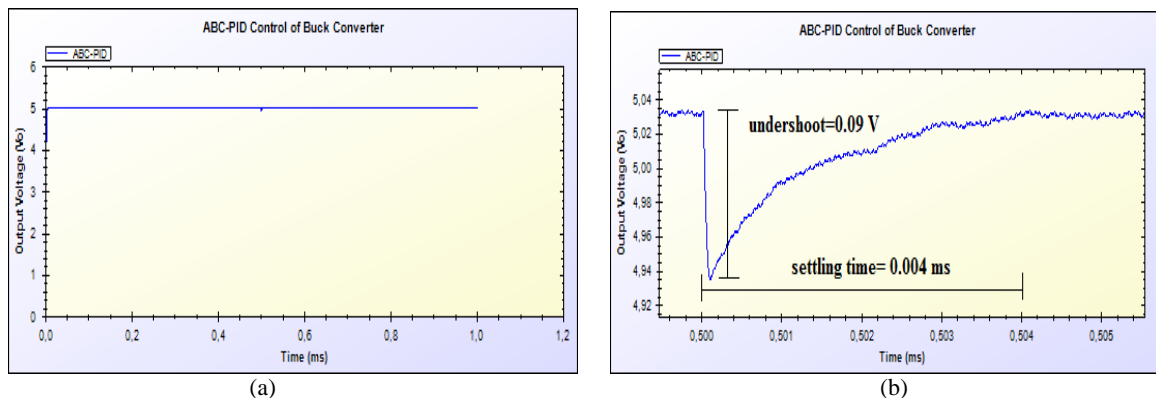 ABC-PID Control of Buck Converter
ABC-PID
6
5
4
3
2
1
0
Output Voltage (Vo)
0,0 0,2 0,4 0,6 0,8 1,0 1,2
Time (ms)
(a)
ABC-PID Control of Buck Converter
ABC-PID
5,04
5,02
5,00
4,98
4,96
4,94
4,92
Output Voltage (Vo)
undershoot=0.09 V
settling time= 0.004 ms
0,500 0,501 0,502 0,503 0,504 0,505
Time (ms)
(b)